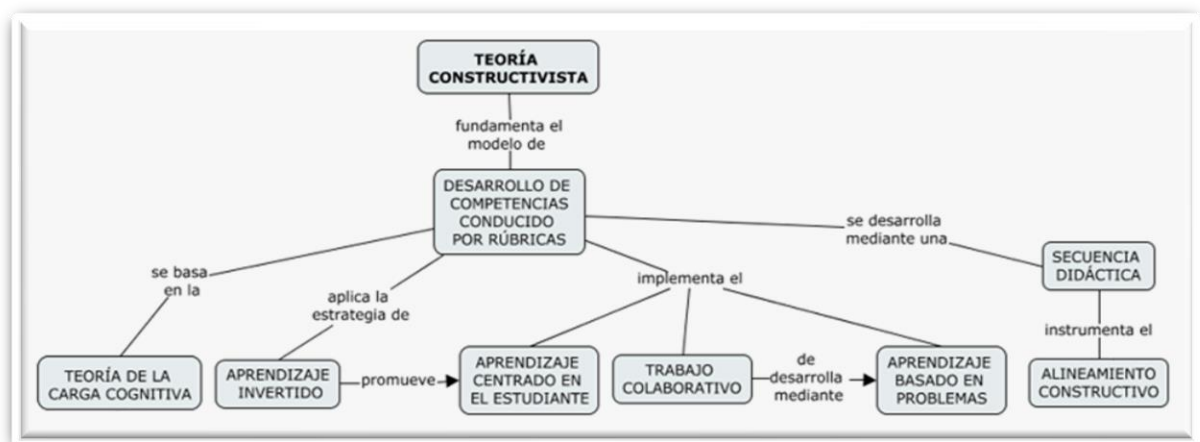 TEORÍA
CONSTRUCTIVISTA
fundamenta el
modelo de
DESARROLLO DE
COMPETENCIAS
CONDUCIDO
POR RÚBRICAS
se basa
en la
aplica la
estrategia de
implementa el
se desarrolla
mediante una
SECUENCIA
DIDÁCTICA
instrumenta el
TEORÍA DE LA
CARGA COGNITIVA
APRENDIZAJE
INVERTIDO
promueve
APRENDIZAJE
CENTRADO EN
EL ESTUDIANTE
TRABAJO
COLABORATIVO
de
desarrolla
mediante
APRENDIZAJE
BASADO EN
PROBLEMAS
ALINEAMIENTO
CONSTRUCTIVO